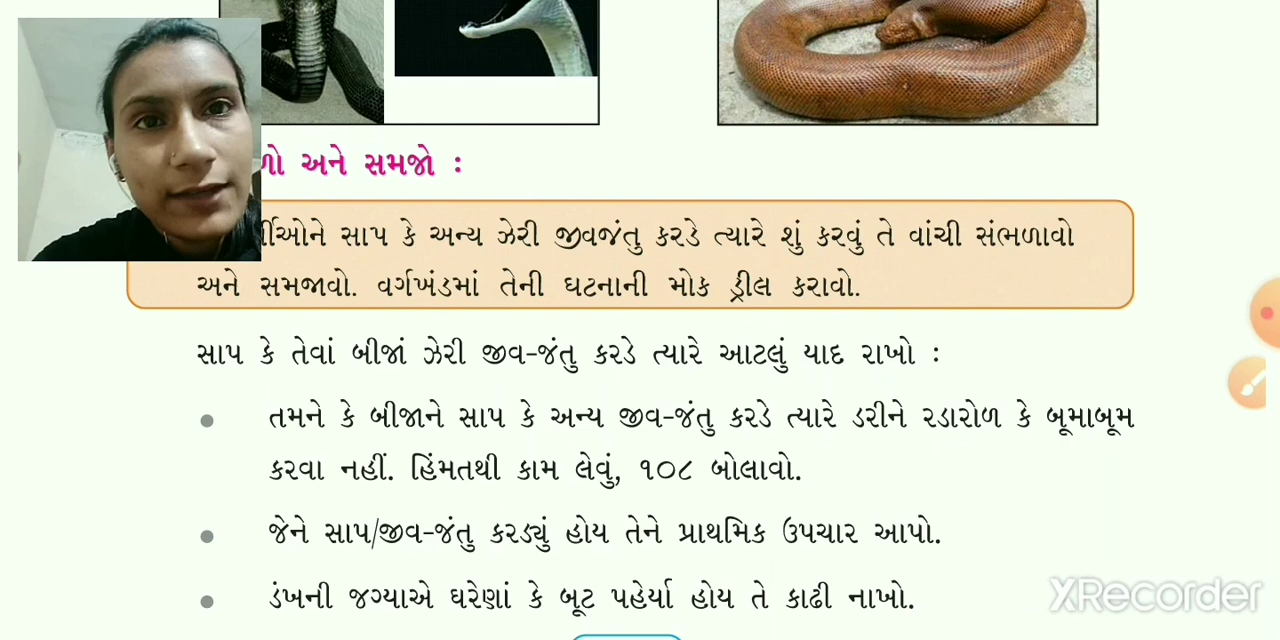 અને સમજો :
સાપ કે અન્ય ઝેરી જીવજંતુ કરડે ત્યારે શું કરવું તે વાંચી સંભળાવો
અને સમજાવો. વર્ગખંડમાં તેની ઘટનાની મોક ડ્રીલ કરાવો.
સાપ કે તેવાં બીજાં ઝેરી જીવ-જંતુ કરડે ત્યારે આટલું યાદ રાખો :
● તમને કે બીજાને સાપ કે અન્ય જીવ-જંતુ કરડે ત્યારે ડરીને રડારોળ કે બૂમાબૂમ
કરવા નહીં. હિંમતથી કામ લેવું, ૧૦૮ બોલાવો.
● જેને સાપ/જીવ-જંતુ કરડ્યું હોય તેને પ્રાથમિક ઉપચાર આપો.
● ડંખની જગ્યાએ ઘરેણાં કે બૂટ પહેર્યા હોય તે કાઢી નાખો.
XRecorder